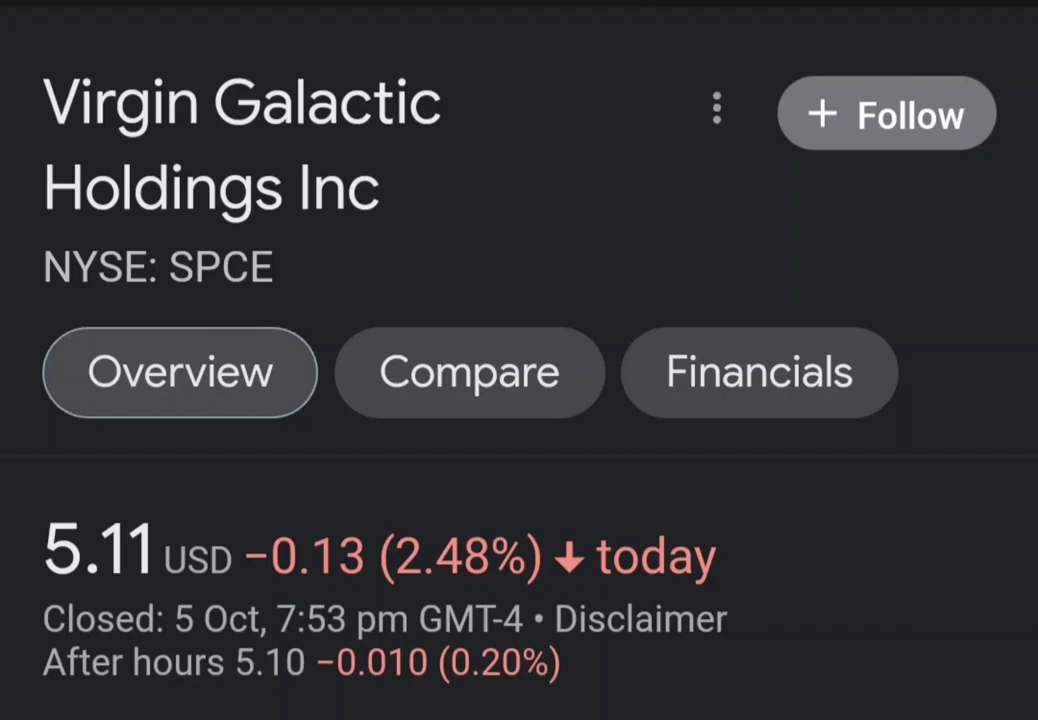 Virgin Galactic
+ Follow
Holdings Inc
NYSE: SPCE
Overview
Compare
Financials
5.11 USD −0.13 (2.48%) ↓ today
Closed: 5 Oct, 7:53 pm GMT-4 • Disclaimer
After hours 5.10 −0.010 (0.20%)